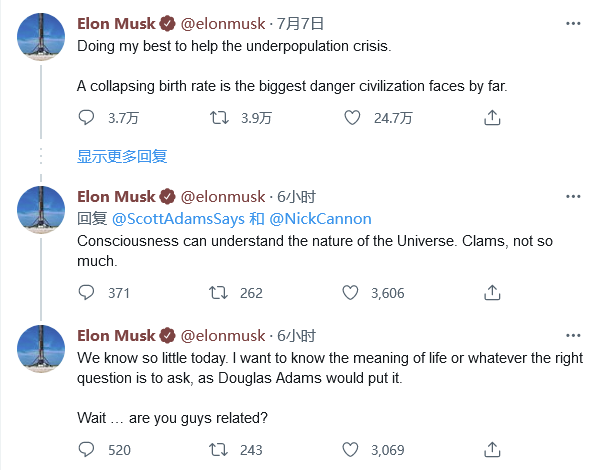 Elon Musk @elonmusk · 7月7日
Doing my best to help the underpopulation crisis.
A collapsing birth rate is the biggest danger civilization faces by far.
3.7万 3.9万 24.7万
显示更多回复
Elon Musk @elonmusk · 6小时
回复 @ScottAdamsSays 和 @NickCannon
Consciousness can understand the nature of the Universe. Clams, not so
much.
371 262 3,606
Elon Musk @elonmusk · 6小时
We know so little today. I want to know the meaning of life or whatever the right
question is to ask, as Douglas Adams would put it.
Wait … are you guys related?
520 243 3,069